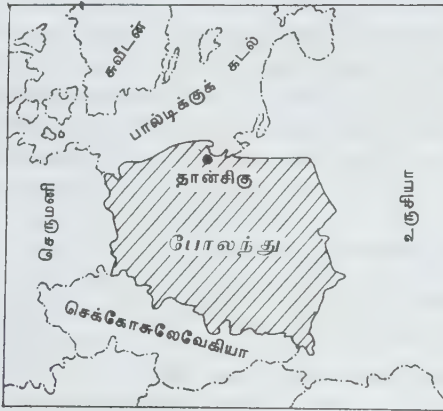 சுவீடன்
பால்டிக்குக் கடல்
தான்சிகு
செருமனி
போலந்து
உருசியா
செக்கோசுலேவேகியா